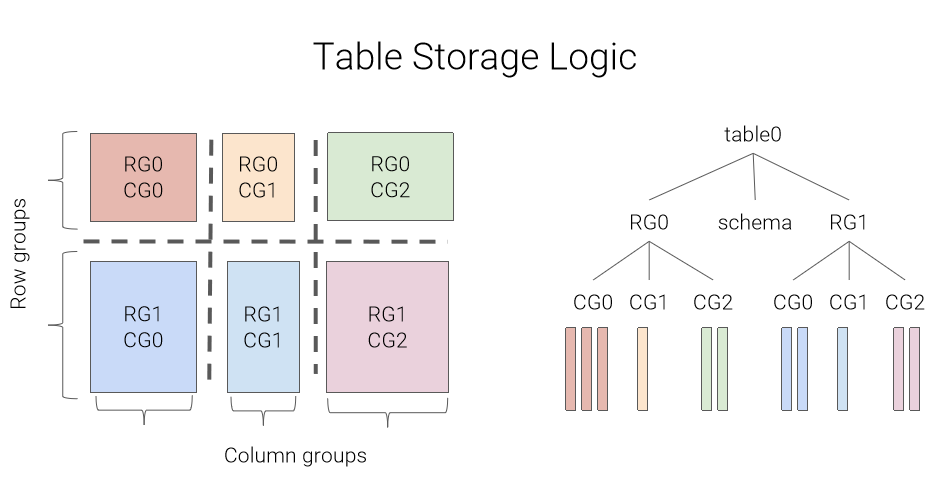 Table Storage Logic
Row groups
RG0
CG0
RG0
CG1
RG0
CG2
RG1
CG0
RG1
CG1
RG1
CG2
Column groups
table0
RG0 schema RG1
CG0 CG1 CG2 CG0 CG1 CG2